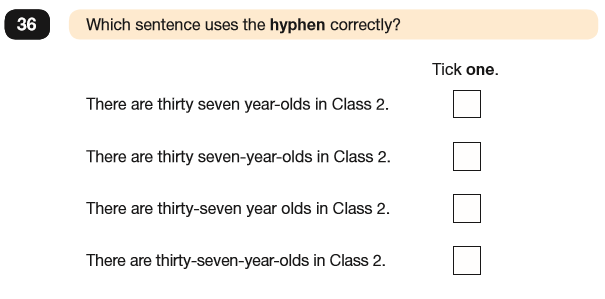 36 Which sentence uses the hyphen correctly?
Tick one.
There are thirty seven year-olds in Class 2.
There are thirty seven-year-olds in Class 2.
There are thirty-seven year olds in Class 2.
There are thirty-seven-year-olds in Class 2.